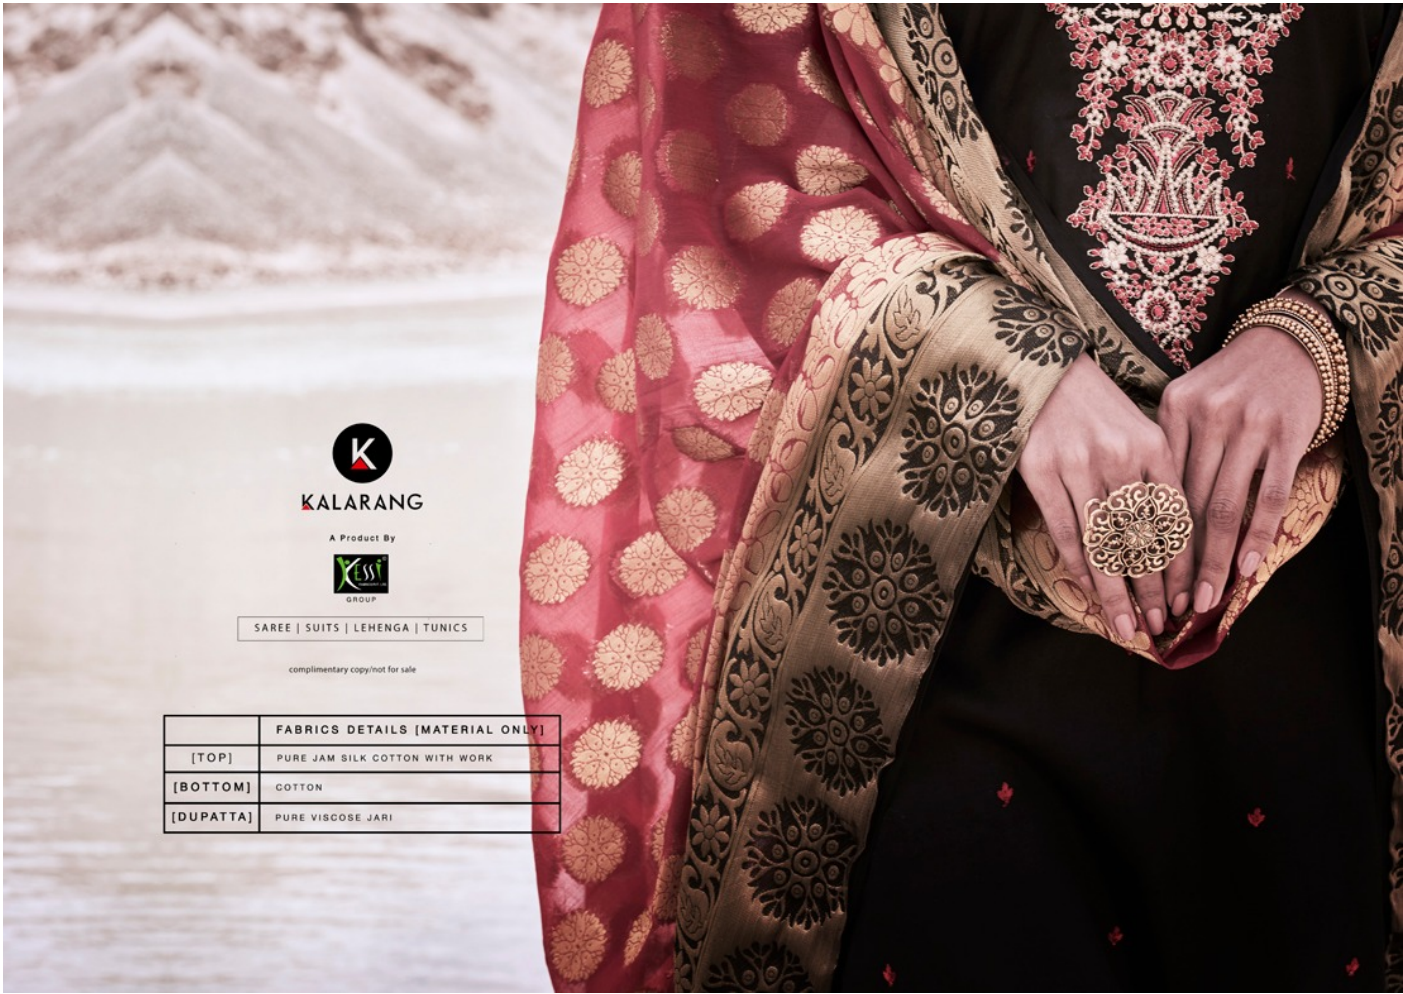 K
KALARANG
A Product By
KESSI
GROUP
SAREE | SUITS | LEHENGA | TUNICS
complimentary copy/not for sale
FABRICS DETAILS [MATERIAL ONLY]
[TOP] PURE JAM SILK COTTON WITH WORK
[BOTTOM] COTTON
[DUPATTA] PURE VISCOSE JARI